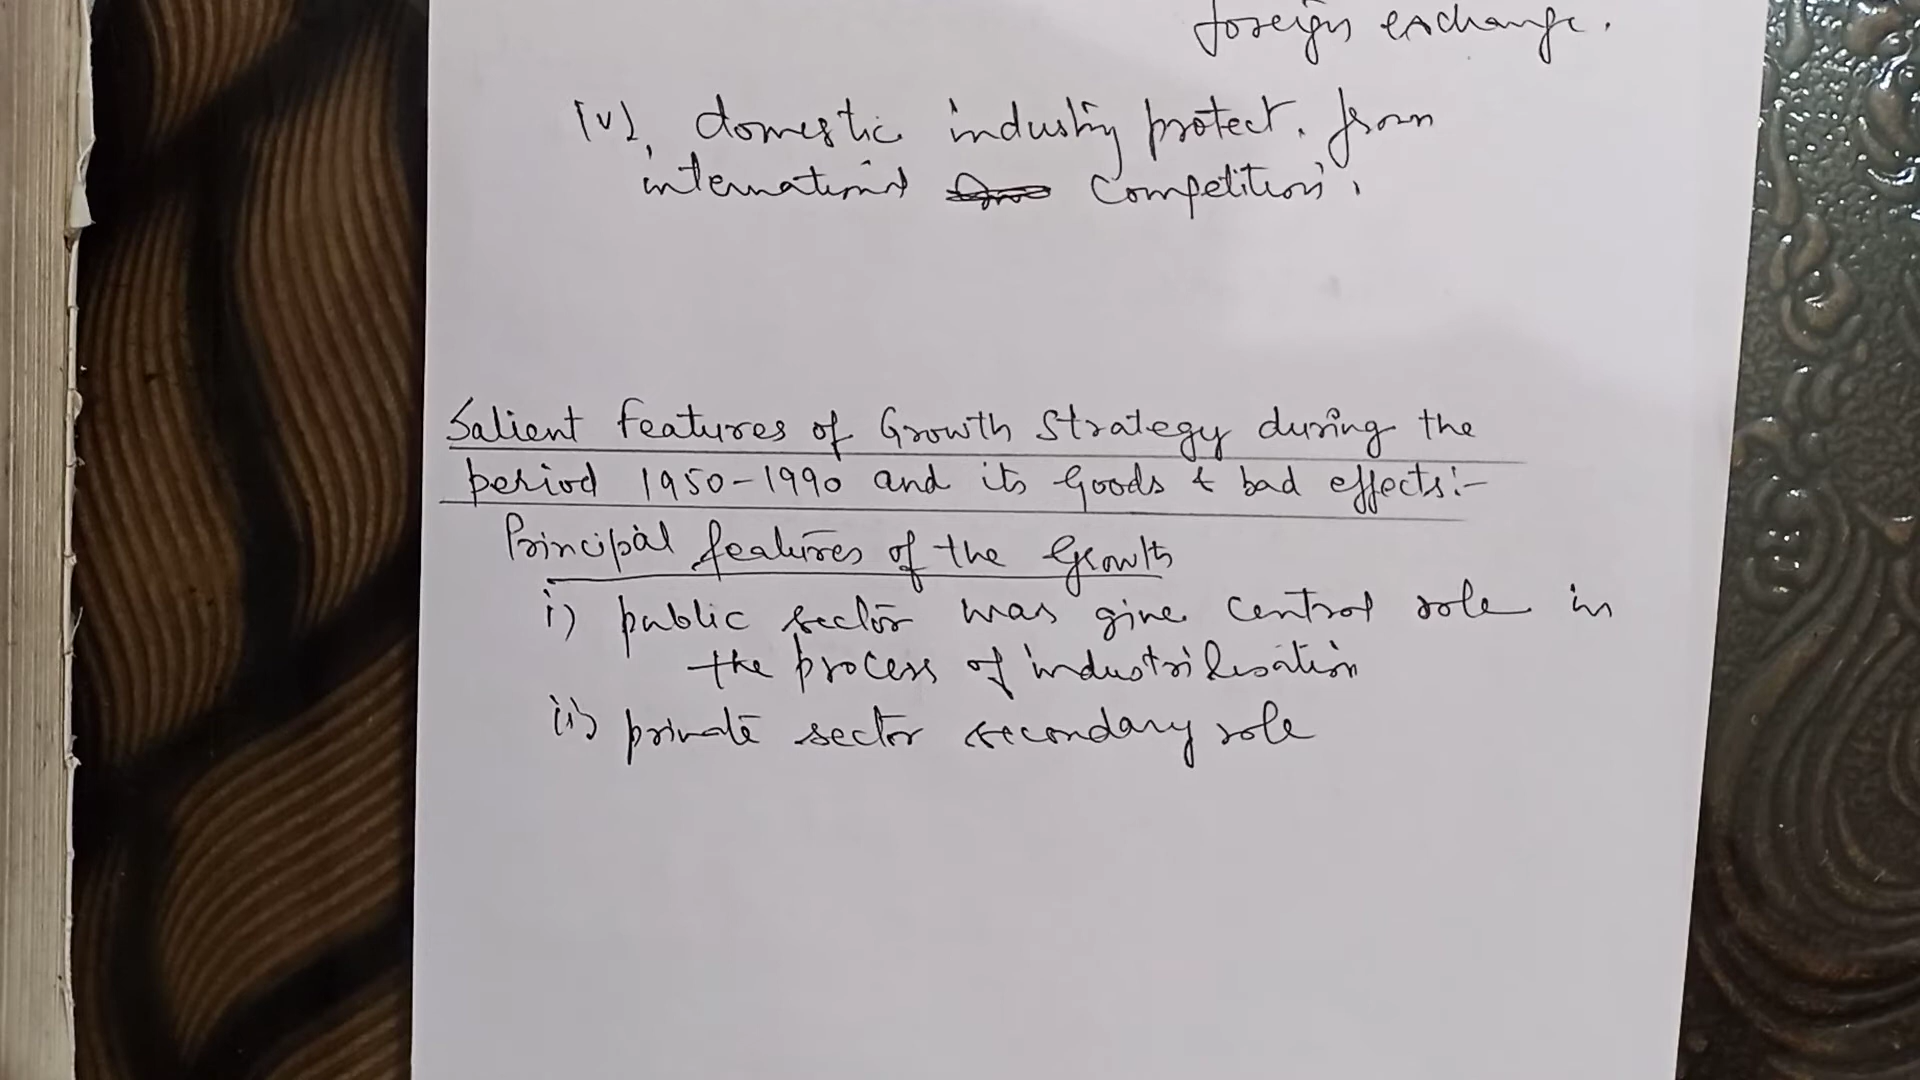 foreign exchange.
(v), domestic industry protect. from
international competition.
Salient features of Growth Strategy during the
period 1950-1990 and its Goods & bad effects:-
Principal features of the Growth
i) public sector was give central role in
the process of industrilisation
ii) private sector secondary role